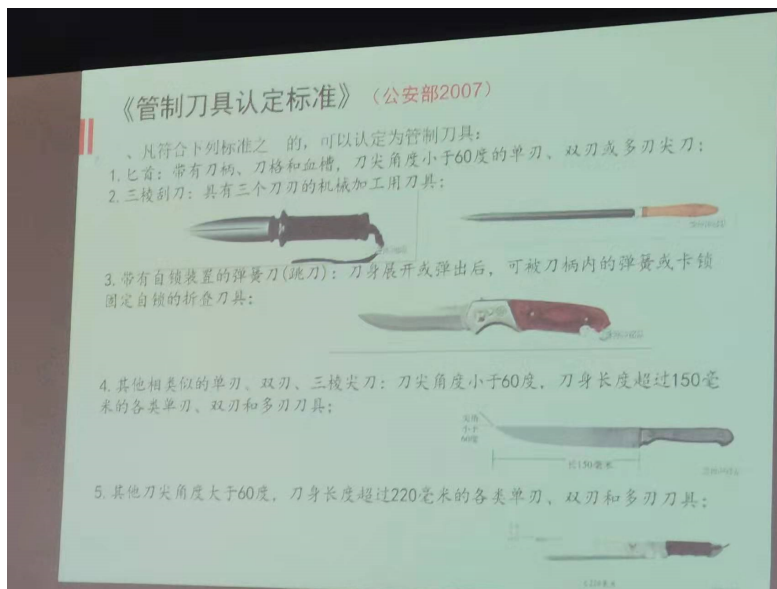 《管制刀具认定标准》（公安部2007）
、凡符合下列标准之 的，可以认定为管制刀具：
1. 匕首：带有刀柄、刀格和血槽，刀尖角度小于60度的单刃、双刃或多刃尖刀；
2. 三棱刮刀：具有三个刀刃的机械加工用刀具；
3. 带有自锁装置的弹簧刀(跳刀)：刀身展开或弹出后，可被刀柄内的弹簧或卡锁
固定自锁的折叠刀具；
4. 其他相类似的单刃、双刃、三棱尖刀：刀尖角度小于60度，刀身长度超过150毫
米的各类单刃、双刃和多刃刀具；
60度
长150毫米
5. 其他刀尖角度大于60度，刀身长度超过220毫米的各类单刃、双刃和多刃刀具；